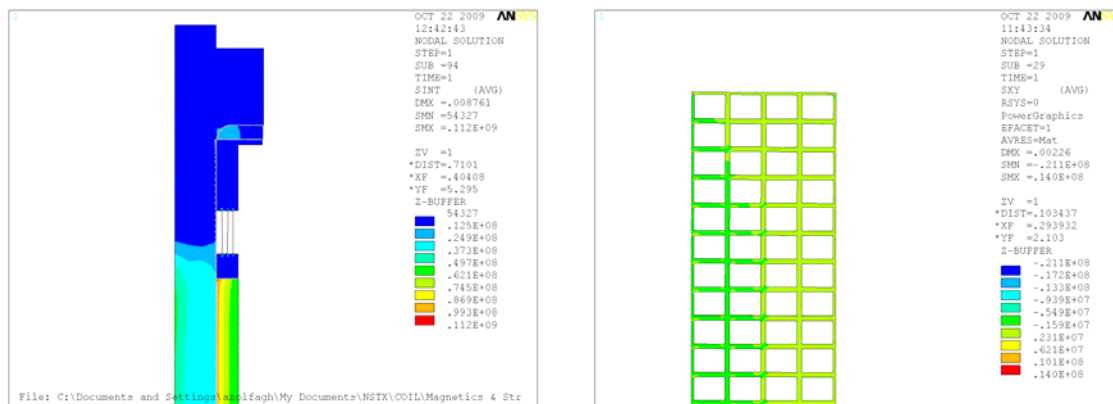 1
OCT 22 2009 ANSYS
12:42:43
NODAL SOLUTION
STEP=1
SUB =94
TIME=1
SINT (AVG)
DMX =.008761
SMN =54327
SMX =.112E+09
ZV =1
*DIST=.7101
*XF =.40408
*YF =5.295
Z-BUFFER
54327
.125E+08
.249E+08
.373E+08
.497E+08
.621E+08
.745E+08
.869E+08
.993E+08
.112E+09
File: C:\Documents and Settings\azolfagh\My Documents\NSTX\COIL\Magnetics & Str
1
OCT 22 2009 ANSYS
11:43:34
NODAL SOLUTION
STEP=1
SUB =29
TIME=1
SXY (AVG)
RSYS=0
PowerGraphics
EFACET=1
AVRES=Mat
DMX =.00226
SMN =-.211E+08
SMX =.140E+08
ZV =1
*DIST=.103437
*XF =.293932
*YF =2.103
Z-BUFFER
-.211E+08
-.172E+08
-.133E+08
-.939E+07
-.549E+07
-.159E+07
.231E+07
.621E+07
.101E+08
.140E+08